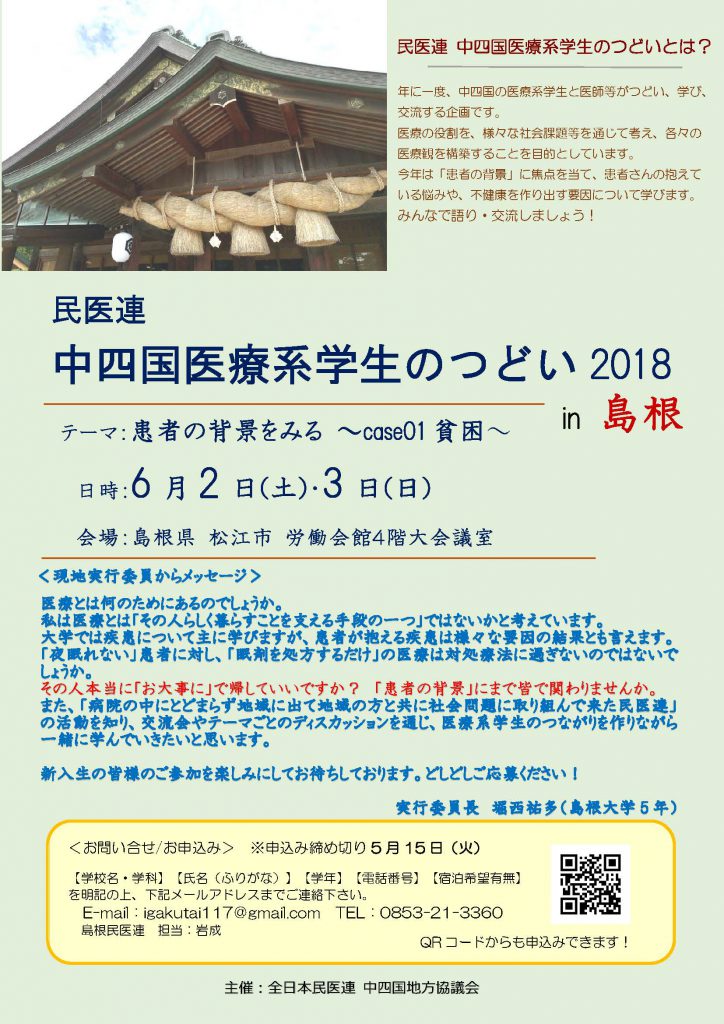 民医連 中四国医療系学生のつどいとは？
年に一度、中四国の医療系学生と医師等がつどい、学び、
交流する企画です。
医療の役割を、様々な社会課題等を通じて考え、各々の
医療観を構築することを目的としています。
今年は「患者の背景」に焦点を当て、患者さんの抱えて
いる悩みや、不健康を作り出す要因について学びます。
みんなで語り・交流しましょう！
民医連
中四国医療系学生のつどい 2018
in 島根
テーマ：患者の背景をみる ～case01 貧困～
日時：6 月 2 日（土）・3 日（日）
会場：島根県 松江市 労働会館4階大会議室
＜現地実行委員からメッセージ＞
医療とは何のためにあるのでしょうか。
私は医療とは「その人らしく暮らすことを支える手段の一つ」ではないかと考えています。
大学では疾患について主に学びますが、患者が抱える疾患は様々な要因の結果とも言えます。
「夜眠れない」患者に対し、「眠剤を処方するだけ」の医療は対処療法に過ぎないのではないで
しょうか。
その人本当に「お大事に」で帰していいですか？ 「患者の背景」にまで皆で関わりませんか。
また、「病院の中にとどまらず地域に出て地域の方と共に社会問題に取り組んで来た民医連」
の活動を知り、交流会やテーマごとのディスカッションを通じ、医療系学生のつながりを作りながら
一緒に学んでいきたいと思います。
新入生の皆様のご参加を楽しみにしてお待ちしております。どしどしご応募ください！
実行委員長 堀西祐多（島根大学５年）
＜お問い合せ/お申込み＞ ※申込み締め切り５月１５日（火）
【学校名・学科】【氏名（ふりがな）】【学年】【電話番号】【宿泊希望有無】
を明記の上、下記メールアドレスまでご連絡下さい。
E-mail：igakutai117@gmail.com TEL：0853-21-3360
島根民医連 担当：岩成
QRコードからも申込みできます！
主催：全日本民医連 中四国地方協議会